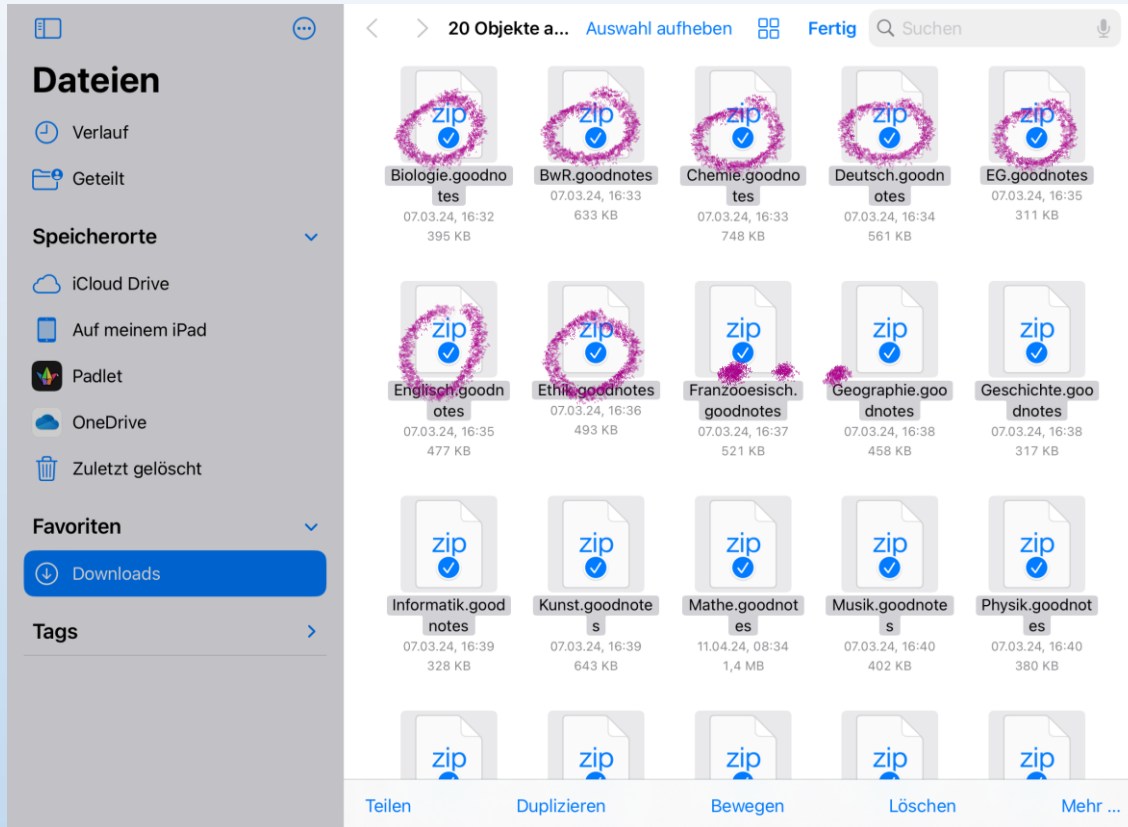 20 Objekte a... Auswahl aufheben Fertig Suchen
Dateien
Verlauf
Geteilt
Speicherorte
iCloud Drive
Auf meinem iPad
Padlet
OneDrive
Zuletzt gelöscht
Favoriten
Downloads
Tags
zip zip zip zip zip
Biologie.goodno BwR.goodnotes Chemie.goodno Deutsch.goodn EG.goodnotes
tes 07.03.24, 16:33 tes otes 07.03.24, 16:35
07.03.24, 16:32 633 KB 07.03.24, 16:33 07.03.24, 16:34 311 KB
395 KB 748 KB 561 KB
zip zip zip zip zip
Englisch.goodn Ethik.goodnotes Franzöoesisch. Geographie.goo Geschichte.goo
otes 07.03.24, 16:36 goodnotes dnotes dnotes
07.03.24, 16:35 493 KB 07.03.24, 16:37 07.03.24, 16:38 07.03.24, 16:38
477 KB 521 KB 458 KB 317 KB
zip zip zip zip zip
Informatik.good Kunst.goodnote Mathe.goodnot Musik.goodnote Physik.goodnot
notes s es s es
07.03.24, 16:39 07.03.24, 16:39 11.04.24, 08:34 07.03.24, 16:40 07.03.24, 16:40
328 KB 643 KB 1,4 MB 402 KB 380 KB
zip zip zip zip zip
Teilen Duplizieren Bewegen Löschen Mehr ...